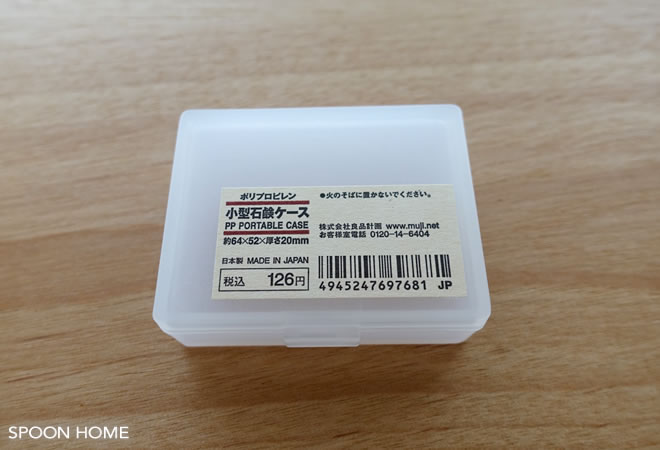 ポリプロピレン
小型石鹸ケース
PP PORTABLE CASE
約64×52×厚さ20mm
日本製 MADE IN JAPAN
税込 126円
●火のそばに置かないでください。
株式会社良品計画 www.muji.net
お客様室電話 0120-14-6404
4945247697681 JP
SPOON HOME